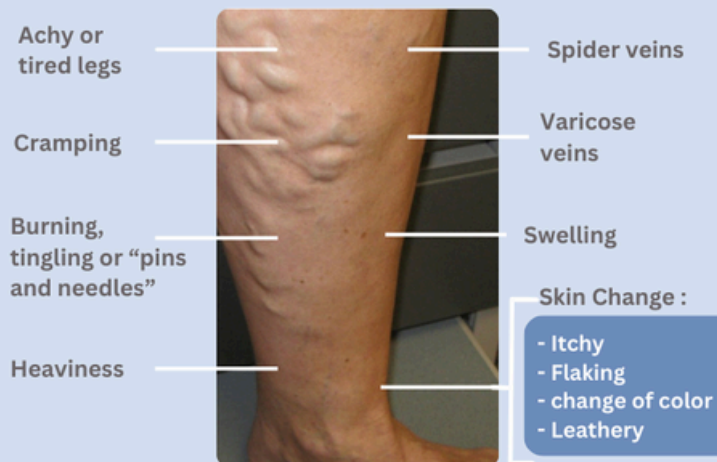 Achy or
tired legs
Cramping
Burning,
tingling or “pins
and needles”
Heaviness
Spider veins
Varicose
veins
Swelling
Skin Change :
- Itchy
- Flaking
- change of color
- Leathery